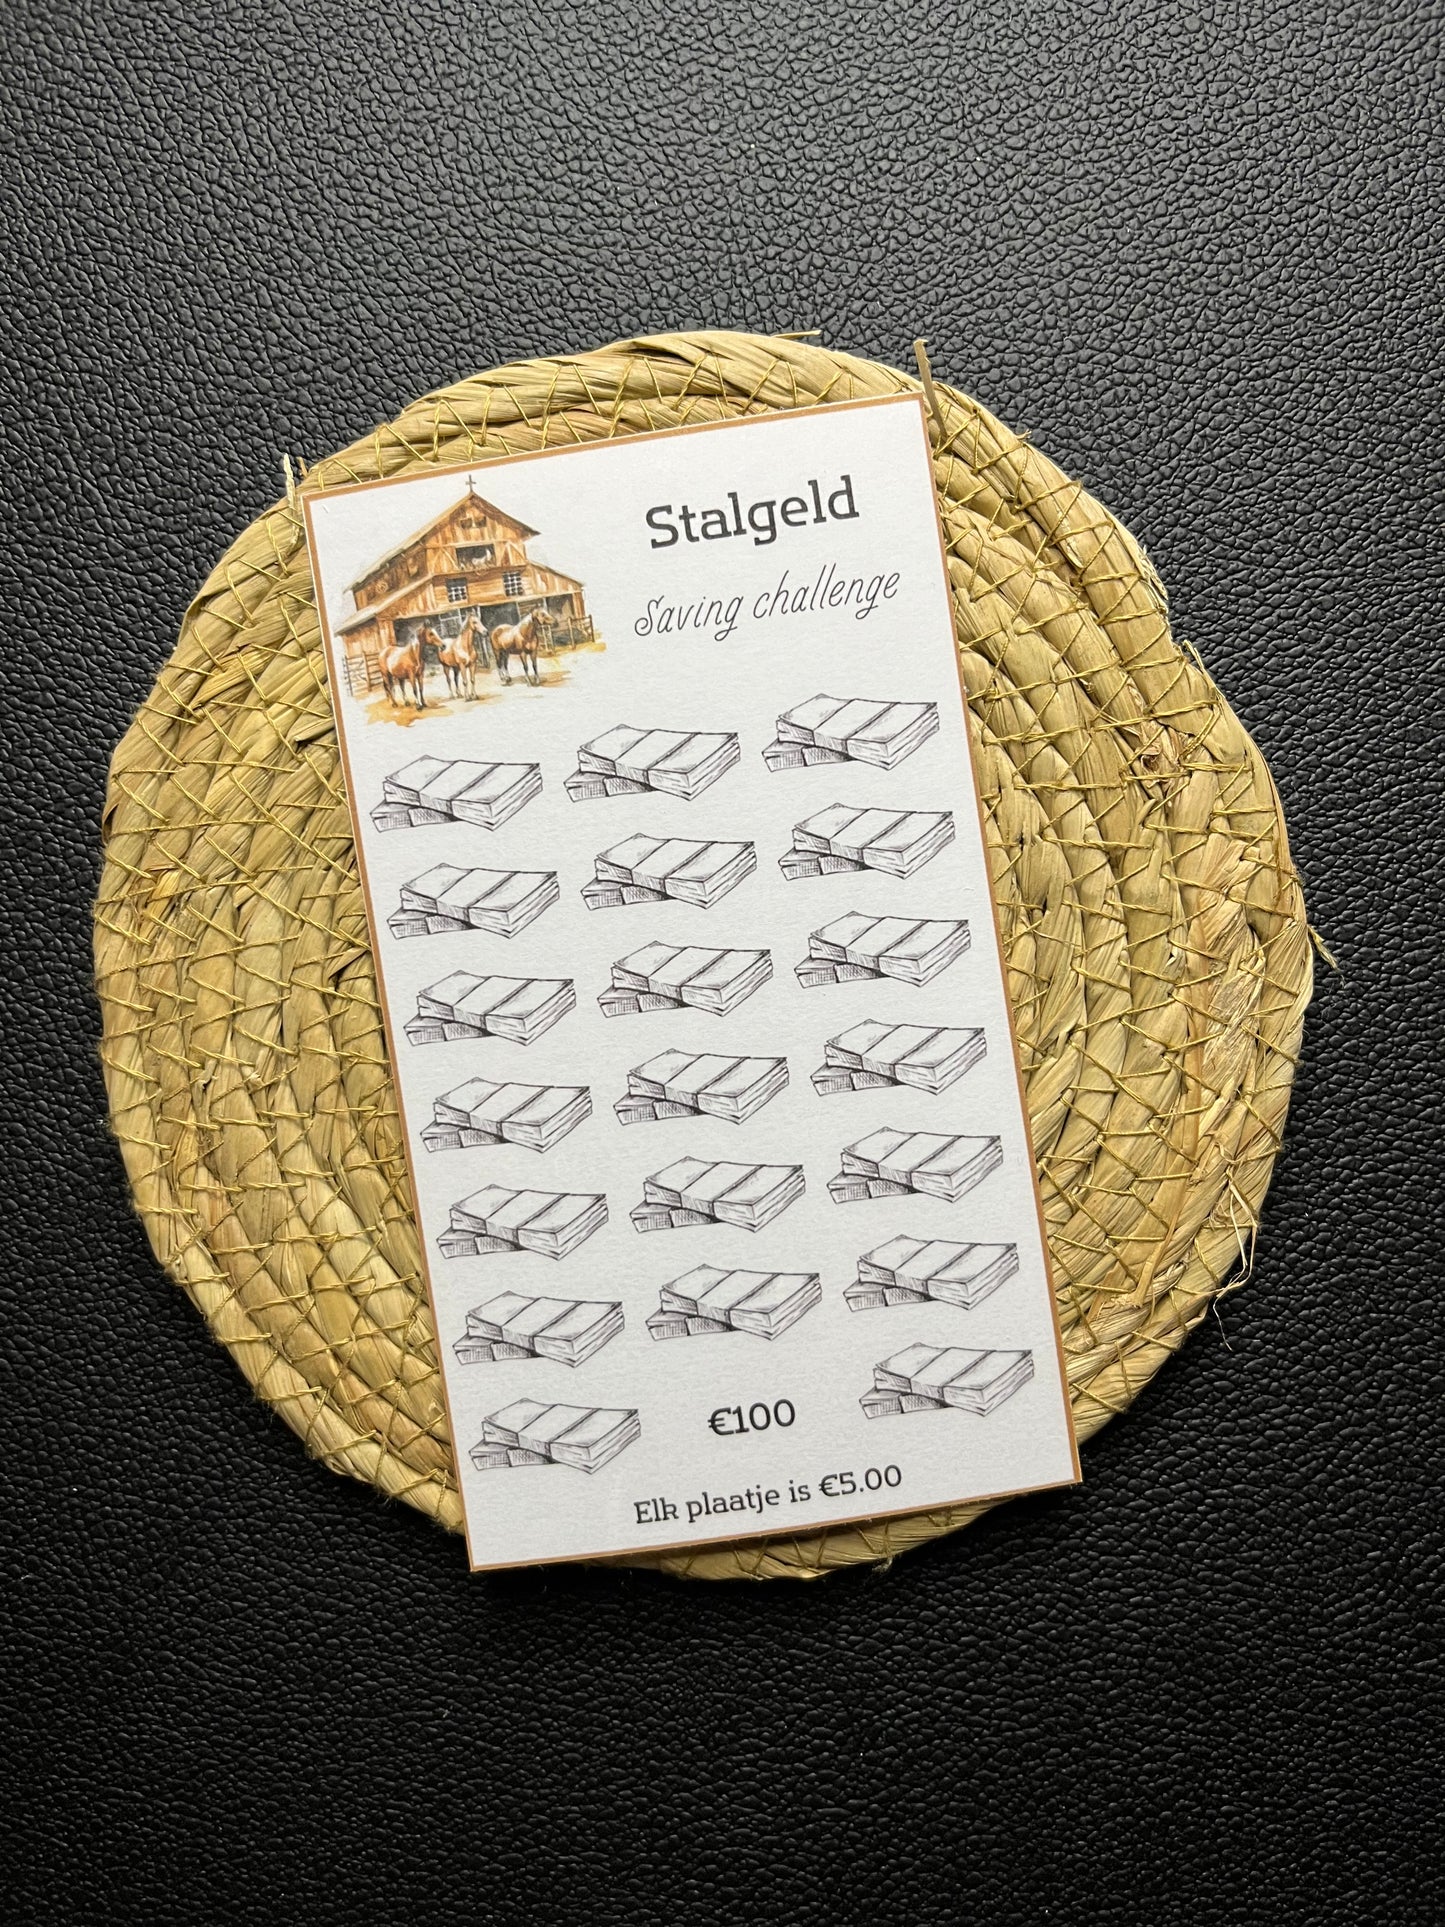 Stalgeld
Saving challenge
€100
Elk plaatje is €5.00